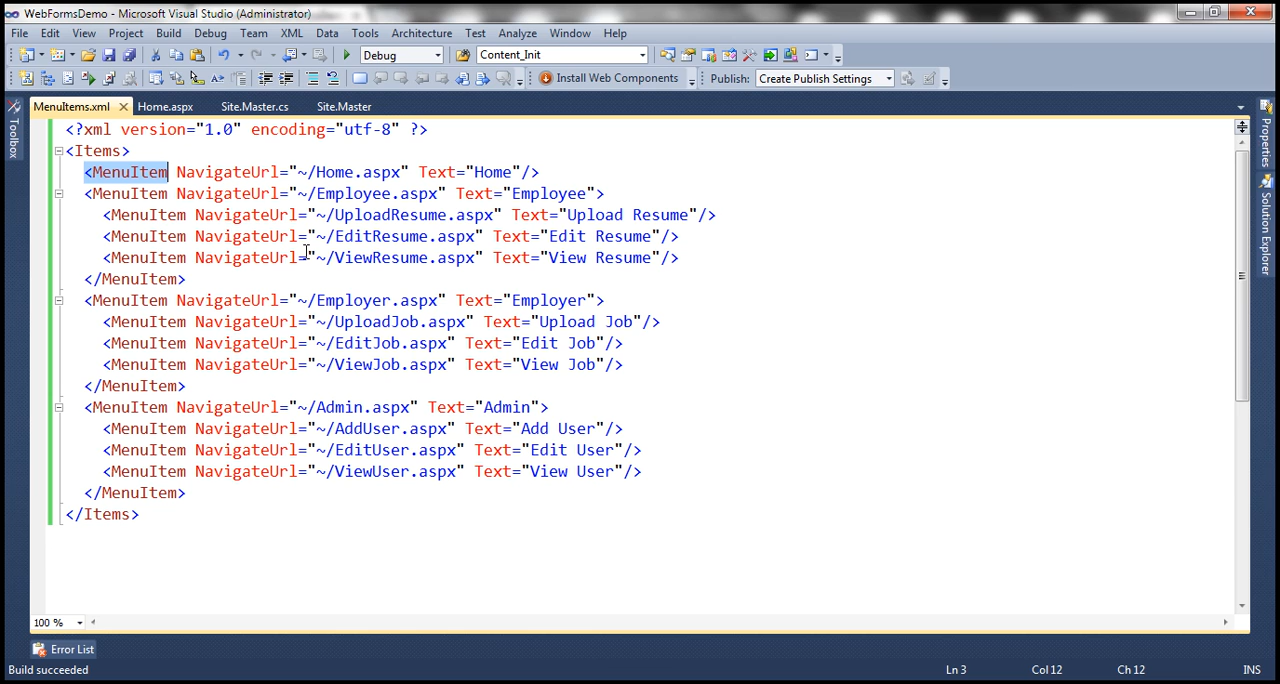 WebFormsDemo - Microsoft Visual Studio (Administrator)
File Edit View Project Build Debug Team XML Data Tools Architecture Test Analyze Window Help
Debug Content_Init
Install Web Components Publish: Create Publish Settings
MenuItems.xml Home.aspx Site.Master.cs Site.Master
Toolbox
Properties
Solution Explorer
<?xml version="1.0" encoding="utf-8" ?>
<Items>
<MenuItem NavigateUrl="~/Home.aspx" Text="Home"/>
<MenuItem NavigateUrl="~/Employee.aspx" Text="Employee">
<MenuItem NavigateUrl="~/UploadResume.aspx" Text="Upload Resume"/>
<MenuItem NavigateUrl="~/EditResume.aspx" Text="Edit Resume"/>
<MenuItem NavigateUrl="~/ViewResume.aspx" Text="View Resume"/>
</MenuItem>
<MenuItem NavigateUrl="~/Employer.aspx" Text="Employer">
<MenuItem NavigateUrl="~/UploadJob.aspx" Text="Upload Job"/>
<MenuItem NavigateUrl="~/EditJob.aspx" Text="Edit Job"/>
<MenuItem NavigateUrl="~/ViewJob.aspx" Text="View Job"/>
</MenuItem>
<MenuItem NavigateUrl="~/Admin.aspx" Text="Admin">
<MenuItem NavigateUrl="~/AddUser.aspx" Text="Add User"/>
<MenuItem NavigateUrl="~/EditUser.aspx" Text="Edit User"/>
<MenuItem NavigateUrl="~/ViewUser.aspx" Text="View User"/>
</MenuItem>
</Items>
100 %
Error List
Build succeeded Ln 3 Col 12 Ch 12 INS